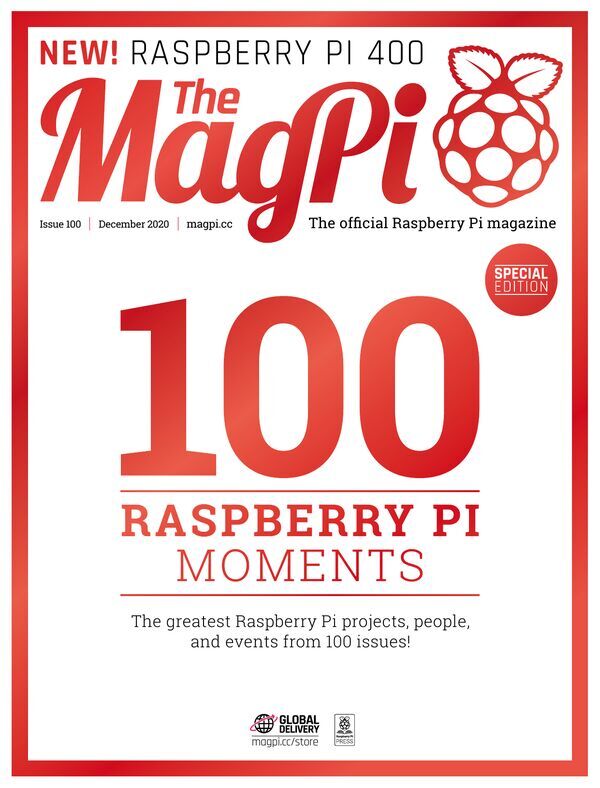 NEW! RASPBERRY PI 400
The
MagPi
Issue 100 | December 2020 | magpi.cc
The official Raspberry Pi magazine
SPECIAL
EDITION
100
RASPBERRY PI
MOMENTS
The greatest Raspberry Pi projects, people,
and events from 100 issues!
GLOBAL
DELIVERY
magpi.cc/store
Raspberry Pi
PRESS